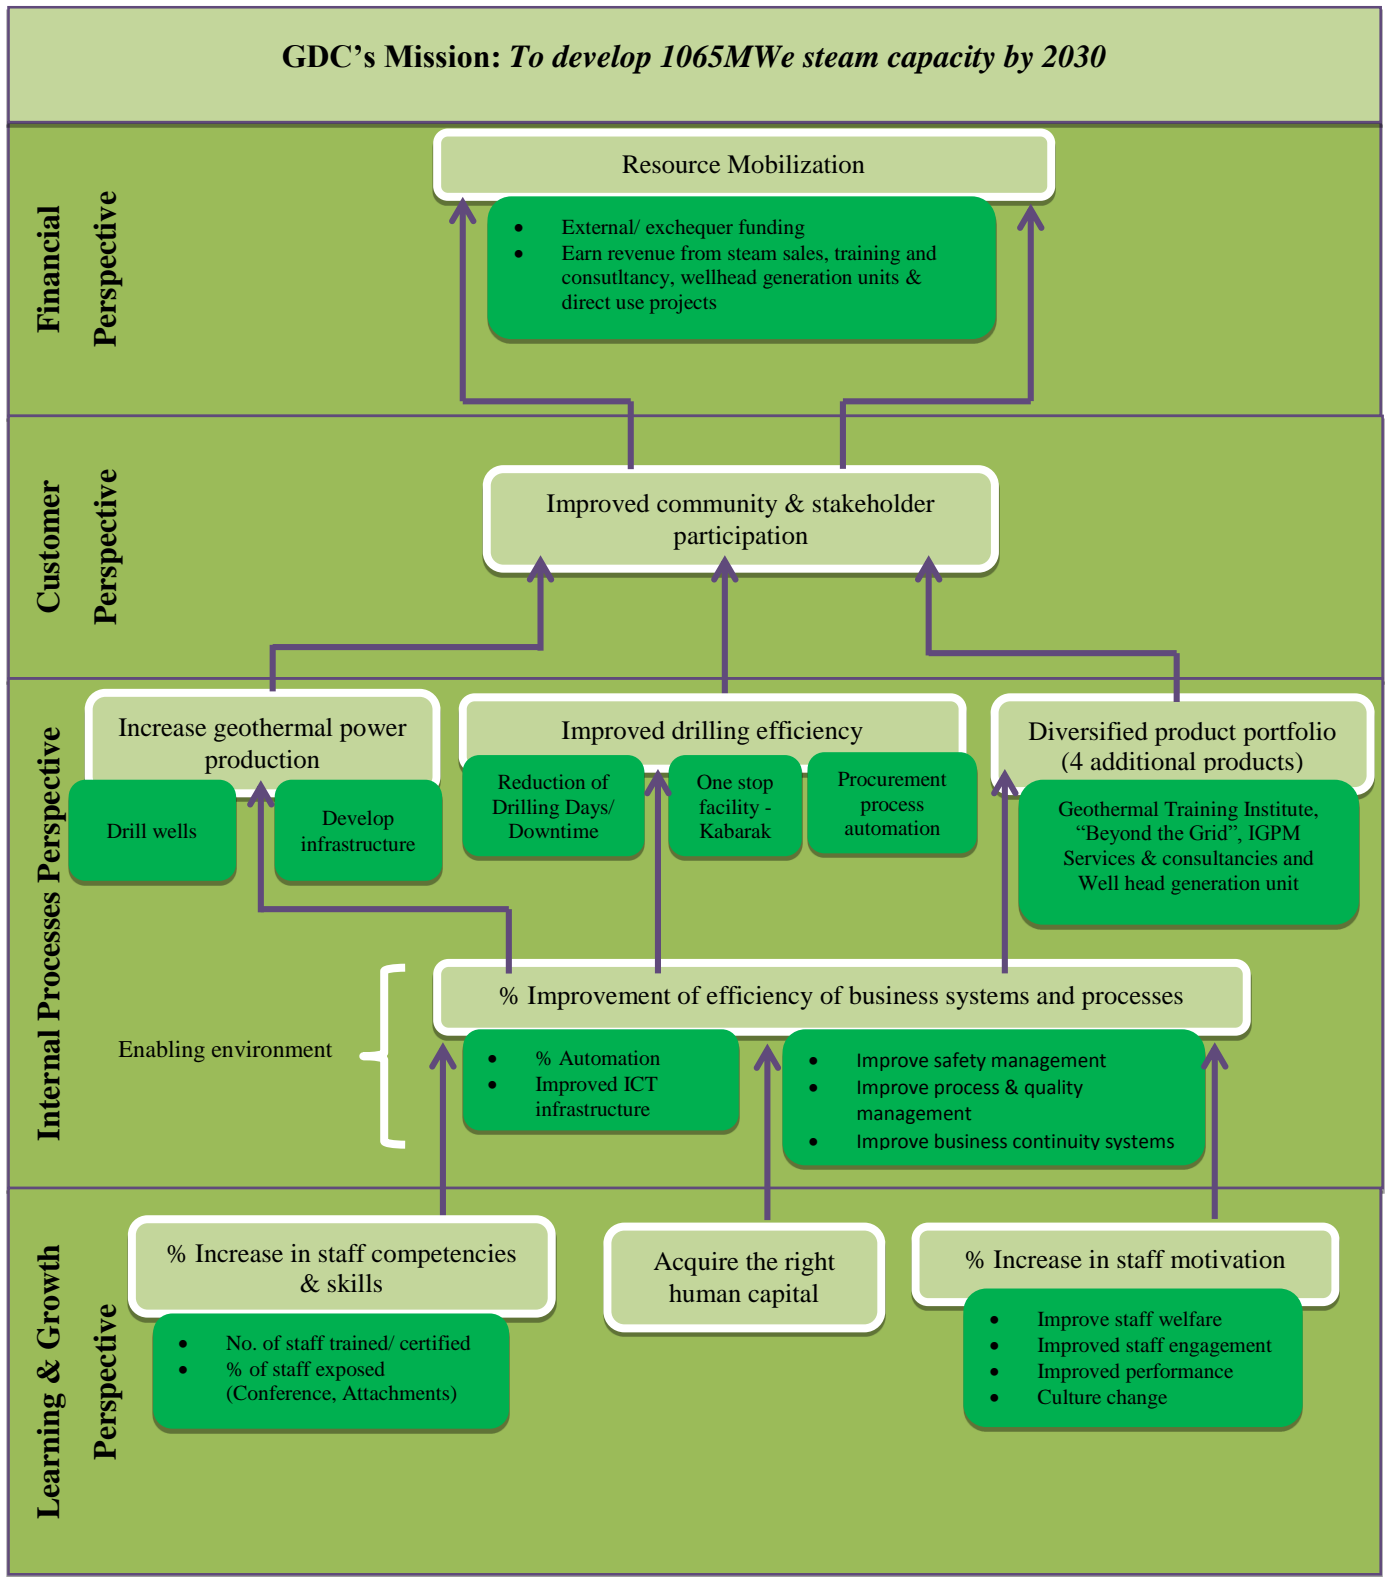 GDC's Mission: To develop 1065MWe steam capacity by 2030
Financial
Perspective
Resource Mobilization
• External/ exchequer funding
• Earn revenue from steam sales, training and
consutltancy, wellhead generation units &
direct use projects
Customer
Perspective
Improved community & stakeholder
participation
Internal Processes Perspective
Increase geothermal power
production
Drill wells
Develop
infrastructure
Improved drilling efficiency
Reduction of
Drilling Days/
Downtime
One stop
facility -
Kabarak
Procurement
process
automation
Diversified product portfolio
(4 additional products)
Geothermal Training Institute,
“Beyond the Grid”, IGPM
Services & consultancies and
Well head generation unit
Enabling environment
% Improvement of efficiency of business systems and processes
• % Automation
• Improved ICT
infrastructure
• Improve safety management
• Improve process & quality
management
• Improve business continuity systems
Learning & Growth
Perspective
% Increase in staff competencies
& skills
• No. of staff trained/ certified
• % of staff exposed
(Conference, Attachments)
Acquire the right
human capital
% Increase in staff motivation
• Improve staff welfare
• Improved staff engagement
• Improved performance
• Culture change